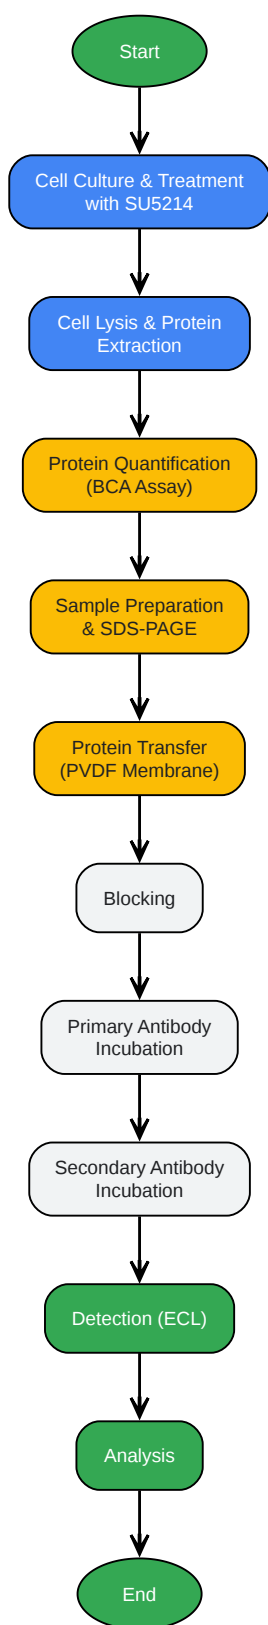 Start
Cell Culture & Treatment
with SU5214
Cell Lysis & Protein
Extraction
Protein Quantification
(BCA Assay)
Sample Preparation
& SDS-PAGE
Protein Transfer
(PVDF Membrane)
Blocking
Primary Antibody
Incubation
Secondary Antibody
Incubation
Detection (ECL)
Analysis
End